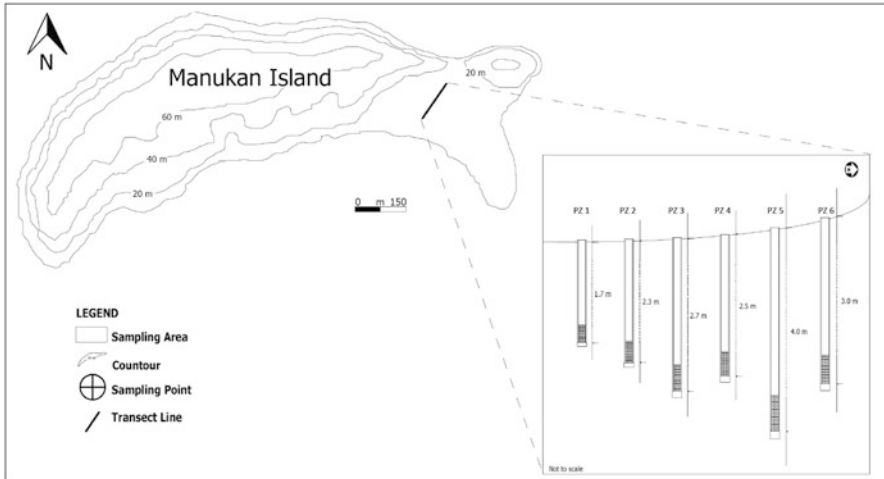 N
Manukan Island
20 m
60 m
40 m
20 m
0 m 150
PZ 1 PZ 2 PZ 3 PZ 4 PZ 5 PZ 6
1.7 m
2.3 m
2.7 m
2.5 m
4.0 m
3.0 m
Not to scale
LEGEND
Sampling Area
Countour
Sampling Point
Transect Line